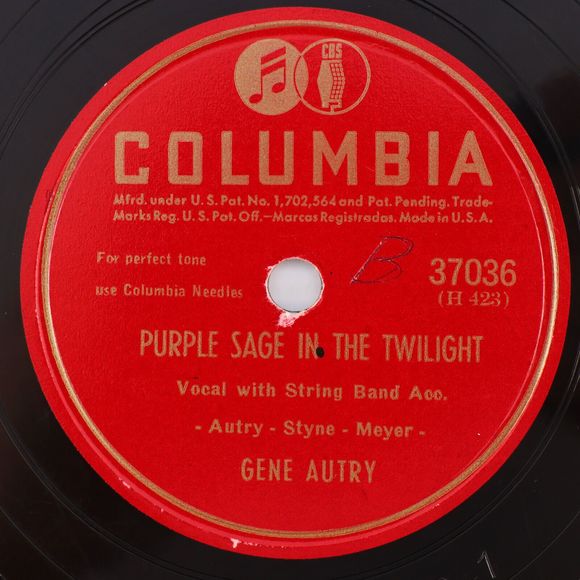 CBS
COLUMBIA
Mfrd. under U.S. Pat. No. 1,702,564 and Pat. Pending. Trade-
Marks Reg. U.S. Pat. Off.—Marcas Registradas. Made in U.S.A.
For perfect tone
use Columbia Needles
B
37036
(H 423)
PURPLE SAGE IN THE TWILIGHT
Vocal with String Band Acc.
- Autry - Styne - Meyer -
GENE AUTRY
1